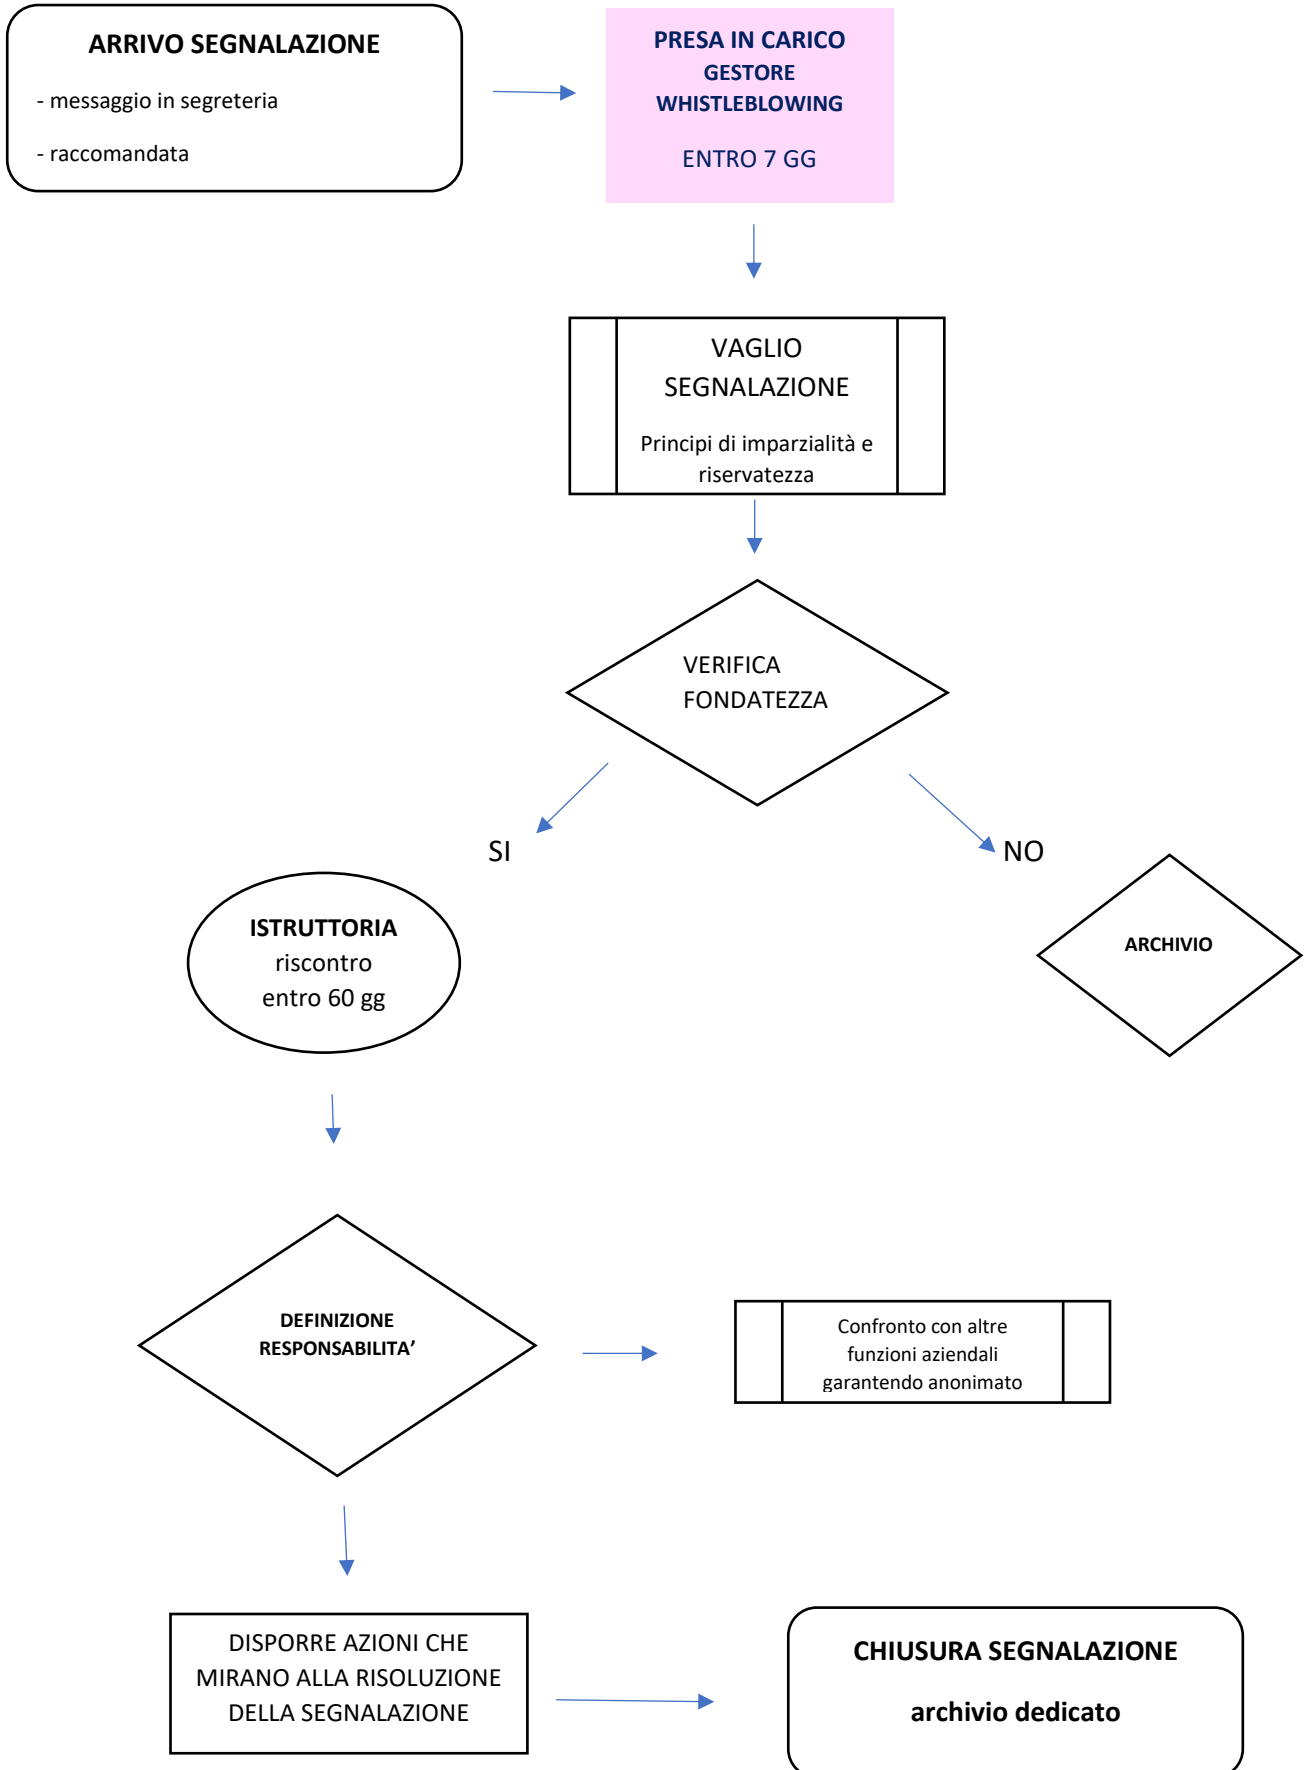 ARRIVO SEGNALAZIONE
- messaggio in segreteria
- raccomandata
PRESA IN CARICO
GESTORE
WHISTLEBLOWING
ENTRO 7 GG
VAGLIO
SEGNALAZIONE
Principi di imparzialità e
riservatezza
VERIFICA
FONDATEZZA
SI
NO
ISTRUTTORIA
riscontro
entro 60 gg
ARCHIVIO
DEFINIZIONE
RESPONSABILITA’
Confronto con altre
funzioni aziendali
garantendo anonimato
DISPORRE AZIONI CHE
MIRANO ALLA RISOLUZIONE
DELLA SEGNALAZIONE
CHIUSURA SEGNALAZIONE
archivio dedicato